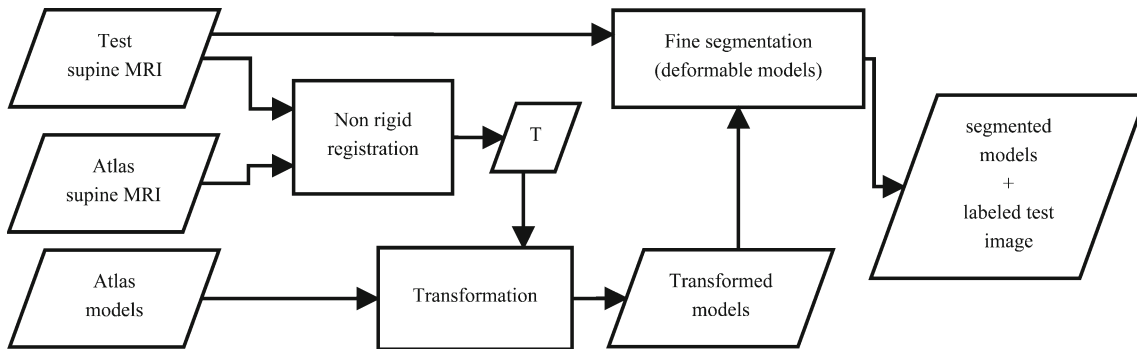 Test
supine MRI
Fine segmentation
(deformable models)
Non rigid
registration
T
Atlas
supine MRI
segmented
models
+
labeled test
image
Atlas
models
Transformation
Transformed
models